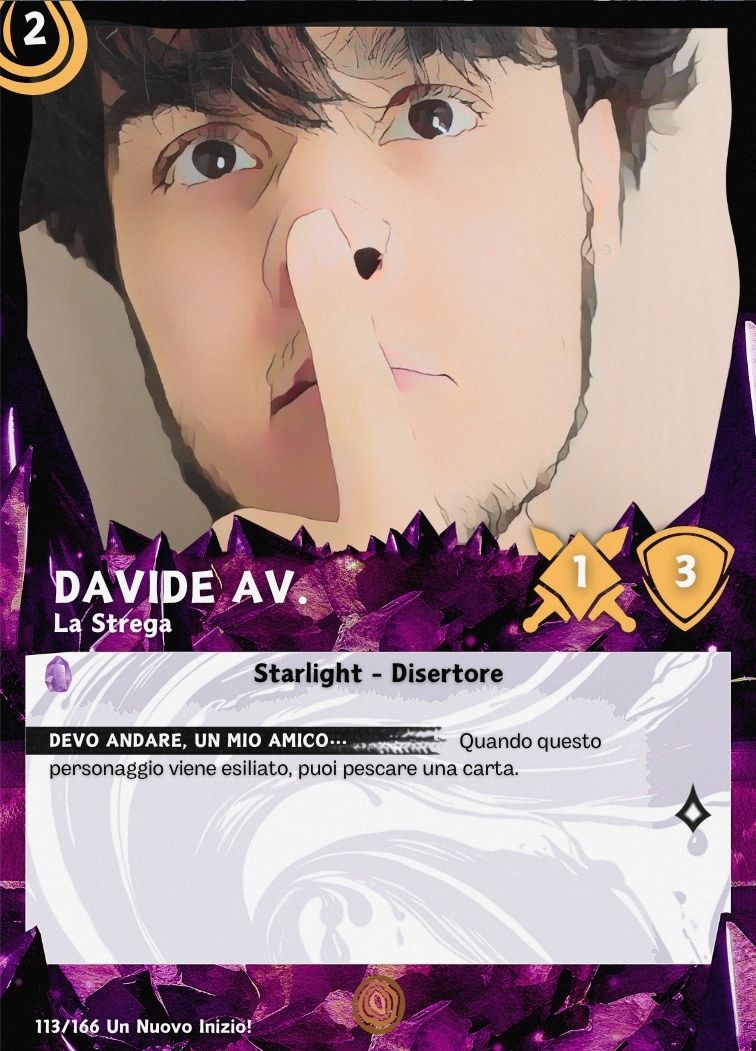 2
DAVIDE AV.
La Strega
1
3
Starlight - Disertore
DEVO ANDARE, UN MIO AMICO... Quando questo
personaggio viene esiliato, puoi pescare una carta.
113/166 Un Nuovo Inizio!